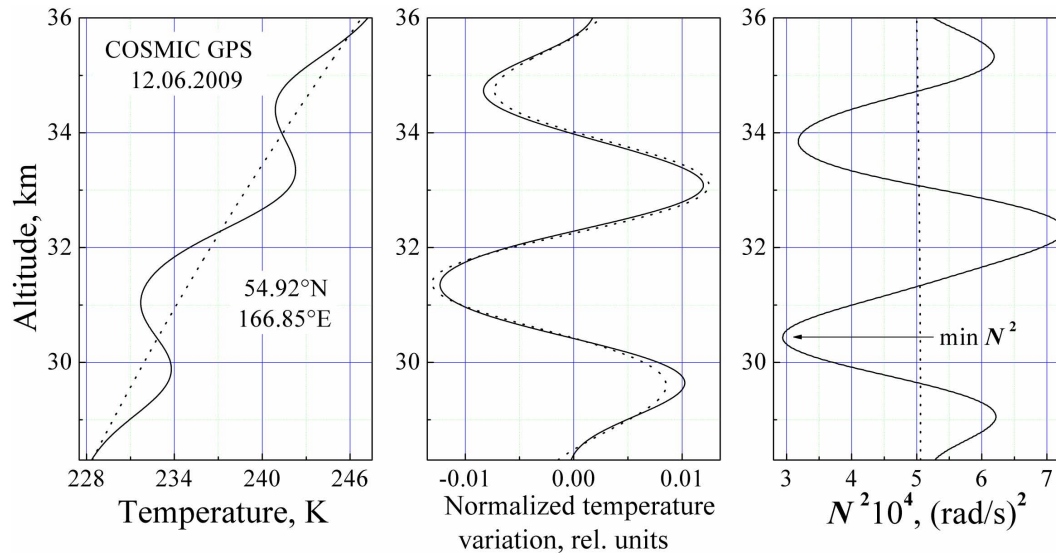 COSMIC GPS
12.06.2009
54.92°N
166.85°E
Altitude, km
36
34
32
30
228
234
240
246
Temperature, K
36
34
32
30
-0.01
0.00
0.01
Normalized temperature
variation, rel. units
36
34
32
30
min N²
3
4
5
6
7
N²10⁴, (rad/s)²